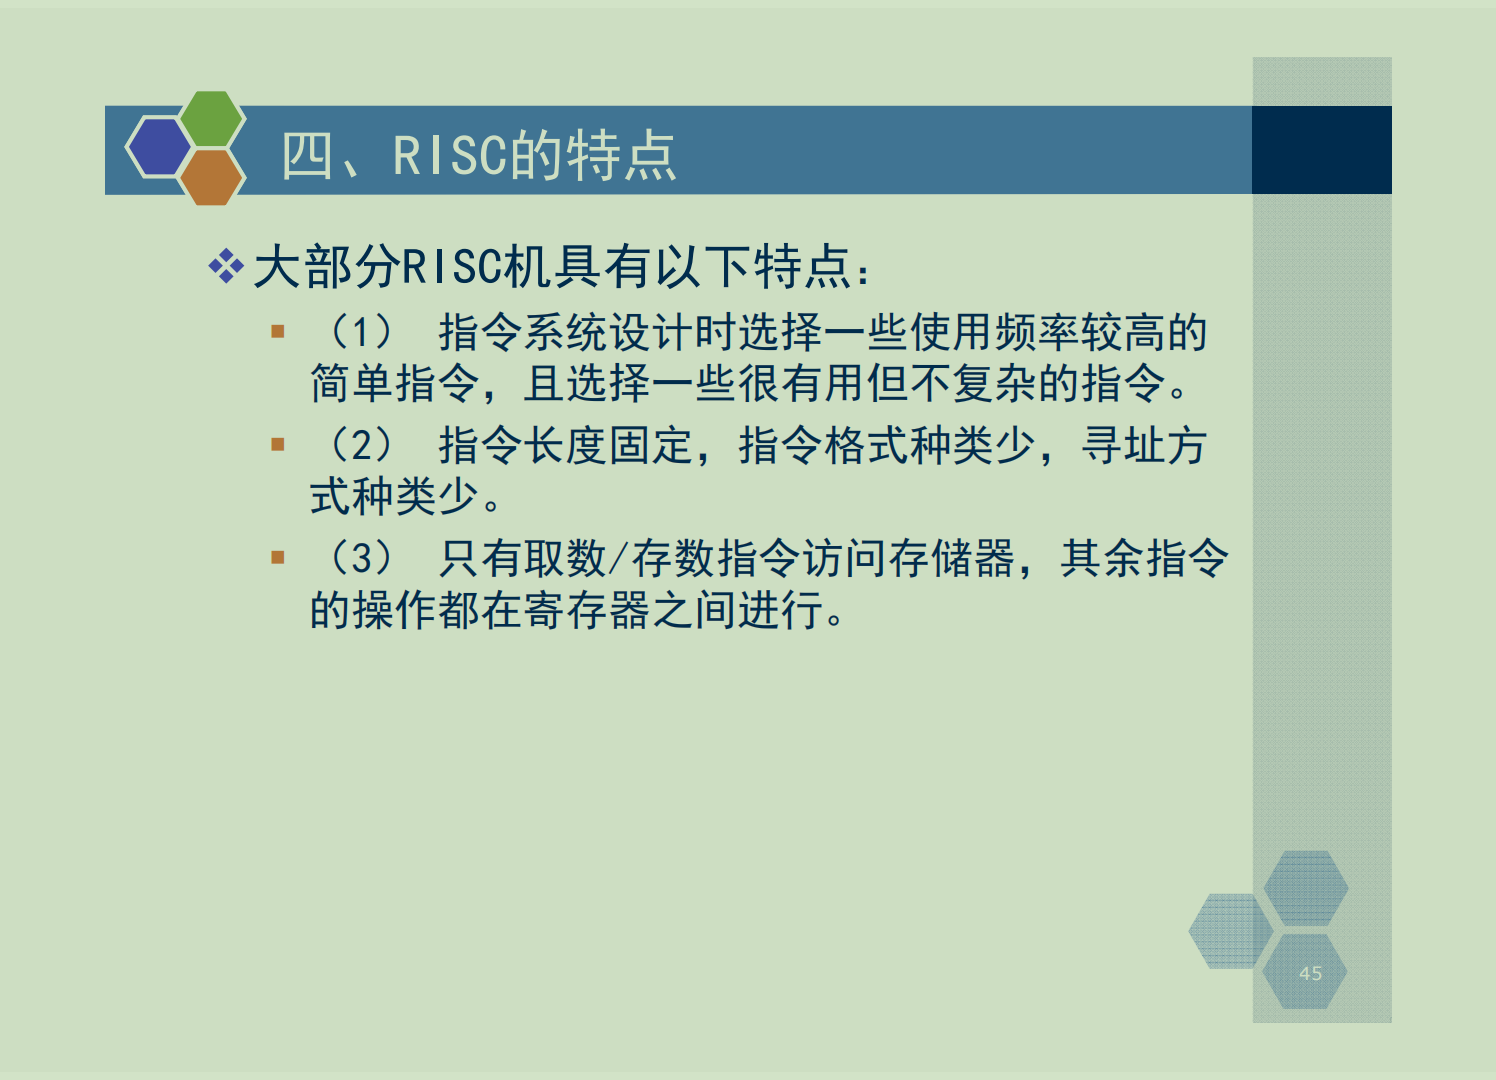 四、RISC的特点
大部分RISC机具有以下特点：
（1） 指令系统设计时选择一些使用频率较高的
简单指令，且选择一些很有用但不复杂的指令。
（2） 指令长度固定，指令格式种类少，寻址方
式种类少。
（3） 只有取数/存数指令访问存储器，其余指令
的操作都在寄存器之间进行。
45